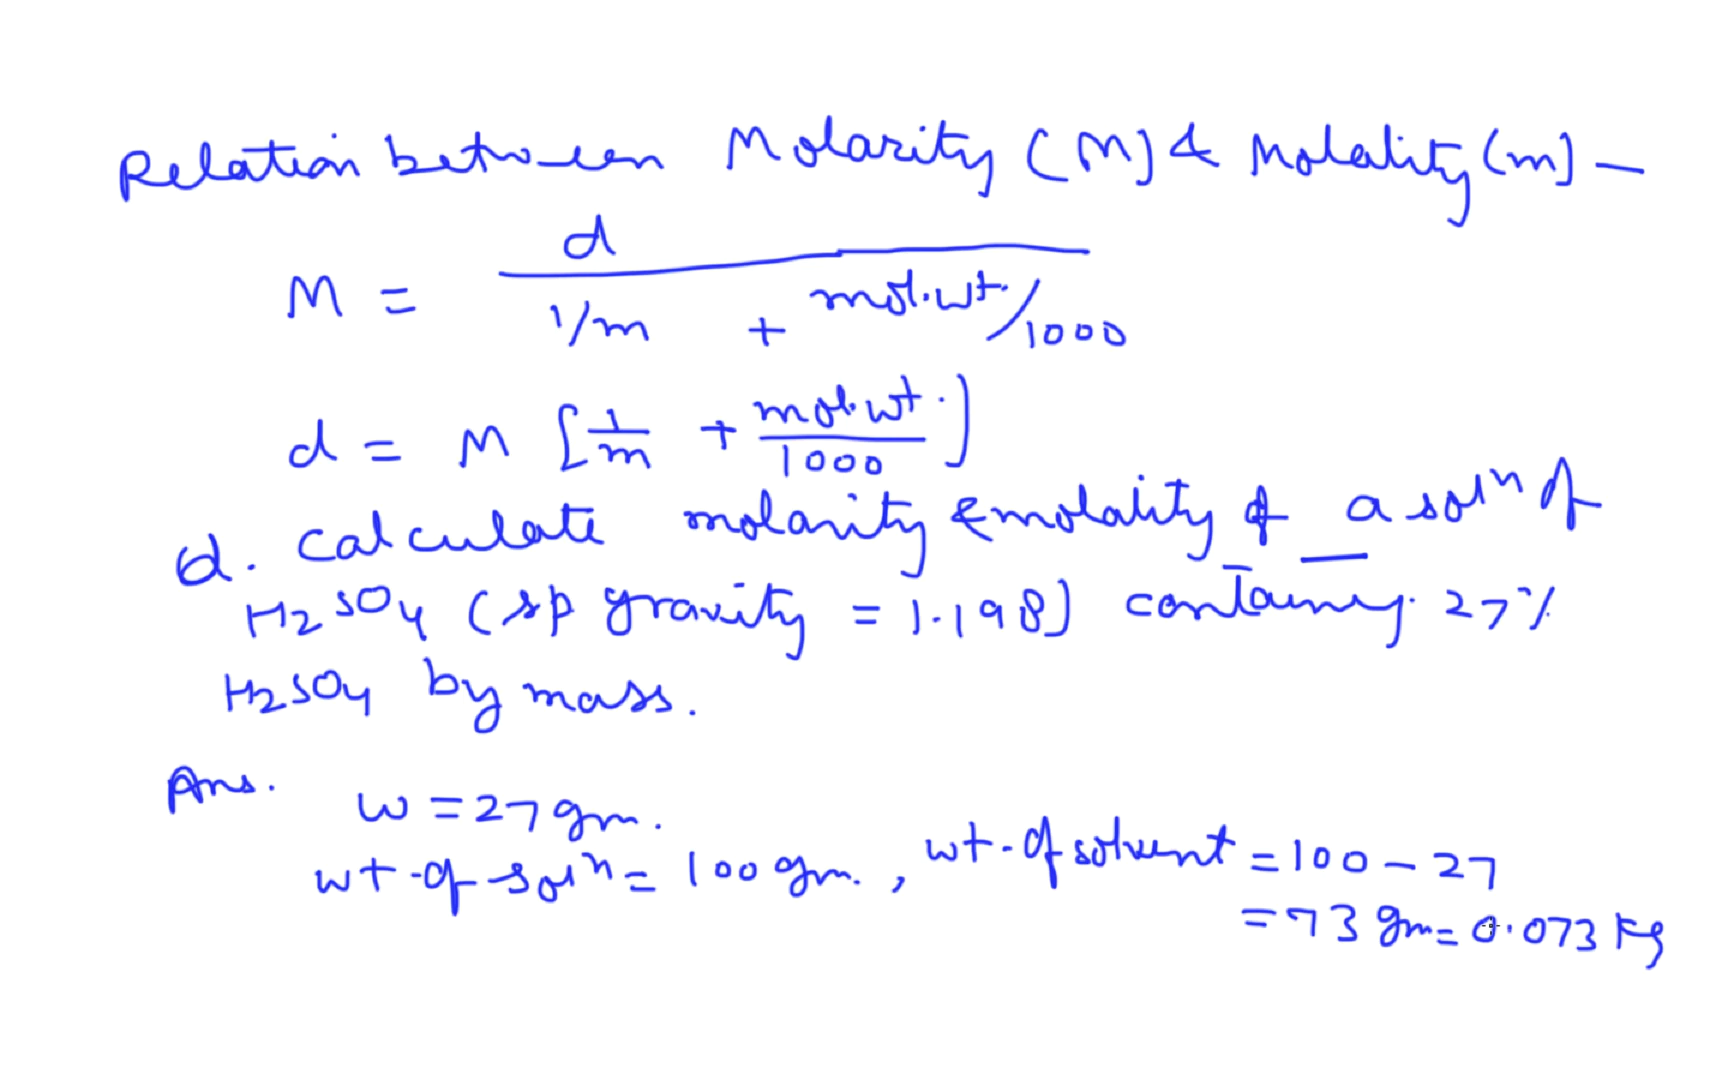 Relation between Molarity (M) & Molality (m) –
M = d / 1/m + mol.wt./1000
d = M [1/m + mol.wt./1000]
Q. Calculate molarity & molality of _ a solⁿ of
H2SO4 (sp gravity = 1.198) containing 27%
H2SO4 by mass.
Ans. w = 27 gm.
wt. of solⁿ = 100 gm. , wt. of solvent = 100 – 27
= 73 gm = 0.073 Kg